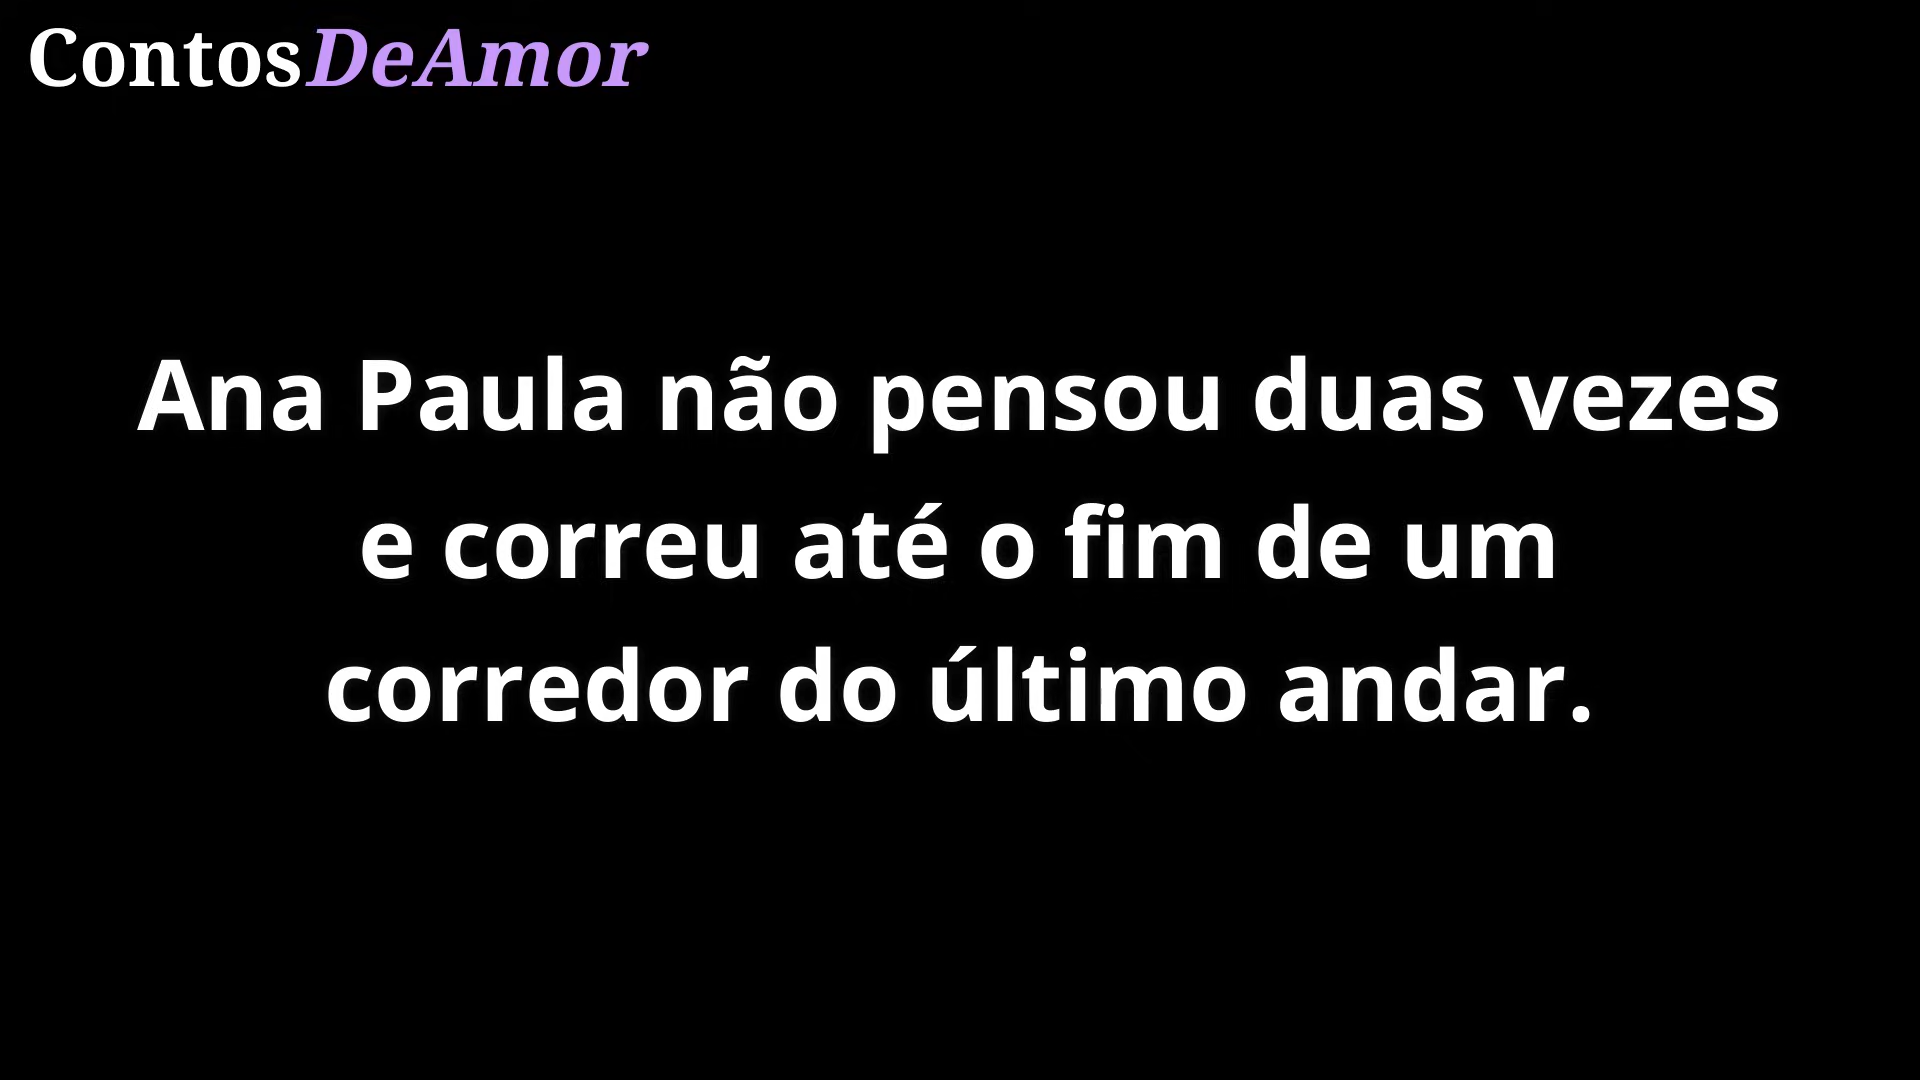 ContosDeAmor
Ana Paula não pensou duas vezes
e correu até o fim de um
corredor do último andar.